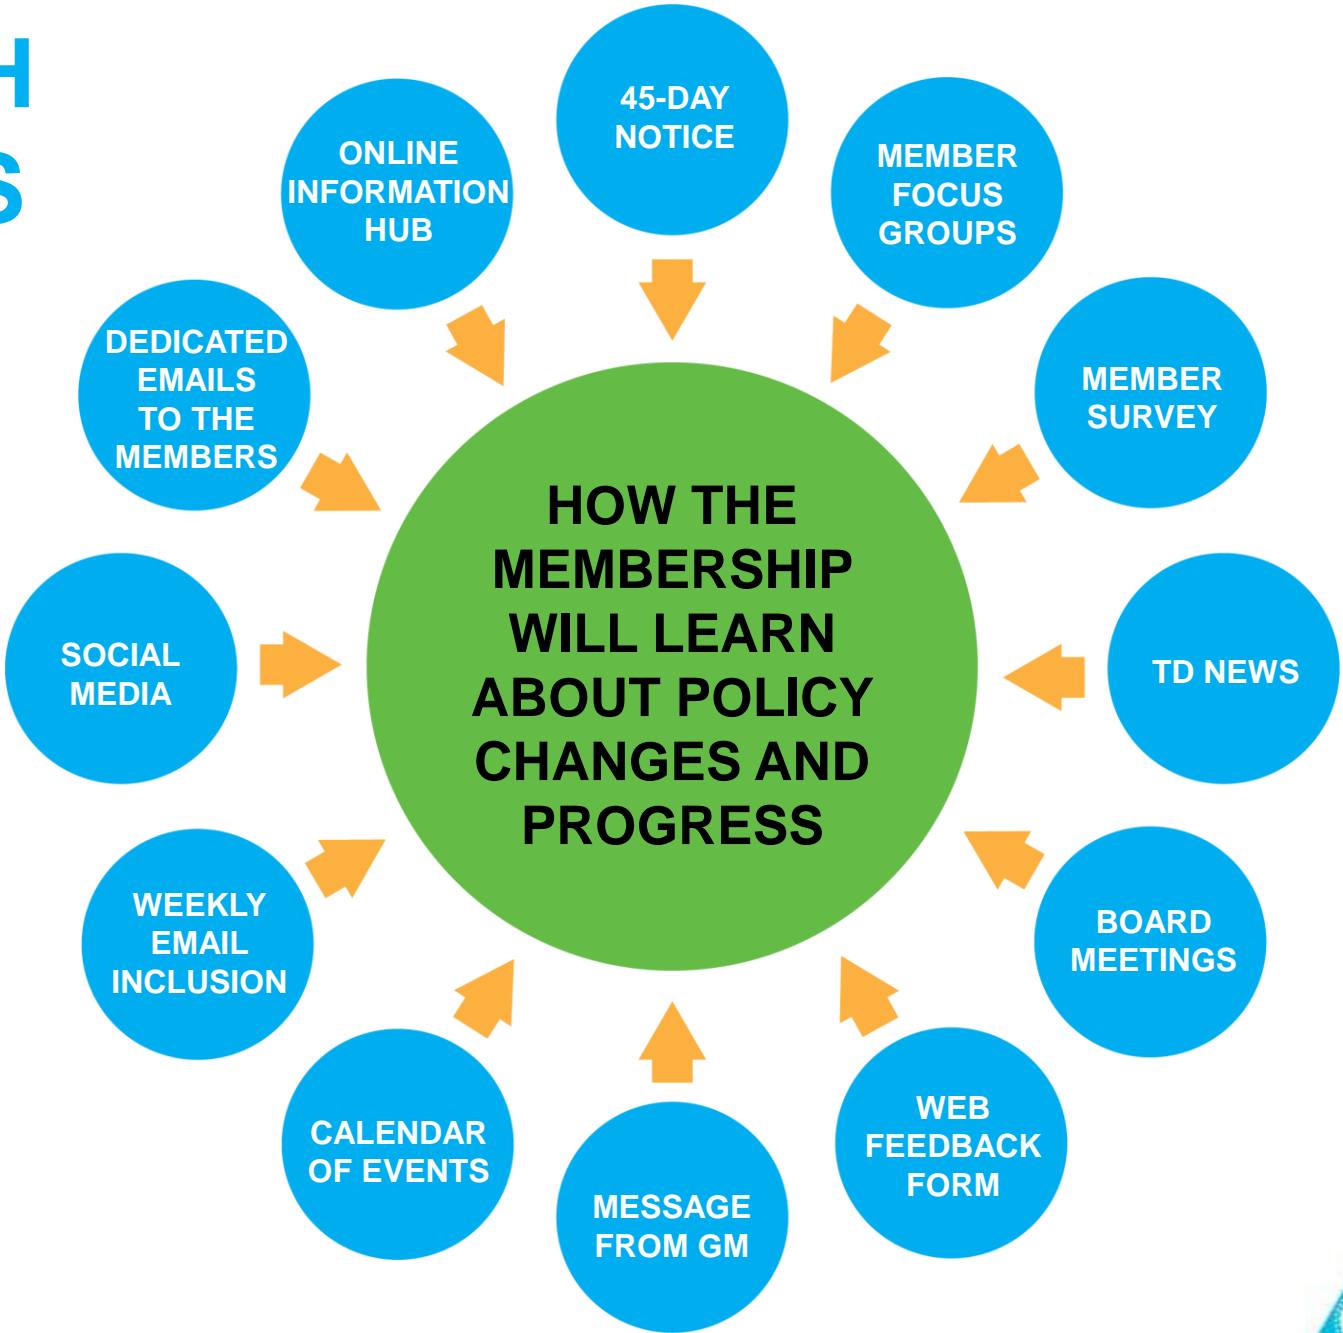 H
S
45-DAY
NOTICE
MEMBER
FOCUS
GROUPS
MEMBER
SURVEY
TD NEWS
BOARD
MEETINGS
WEB
FEEDBACK
FORM
MESSAGE
FROM GM
CALENDAR
OF EVENTS
WEEKLY
EMAIL
INCLUSION
SOCIAL
MEDIA
DEDICATED
EMAILS
TO THE
MEMBERS
ONLINE
INFORMATION
HUB
HOW THE
MEMBERSHIP
WILL LEARN
ABOUT POLICY
CHANGES AND
PROGRESS